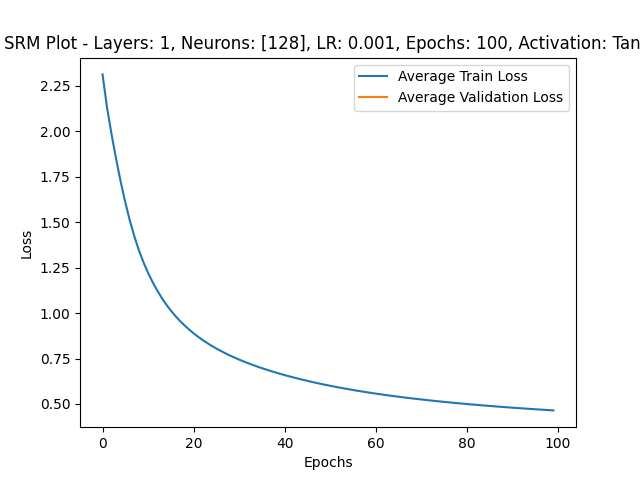 SRM Plot - Layers: 1, Neurons: [128], LR: 0.001, Epochs: 100, Activation: Tan
Average Train Loss
Average Validation Loss
2.25
2.00
1.75
1.50
1.25
1.00
0.75
0.50
Loss
0 20 40 60 80 100
Epochs